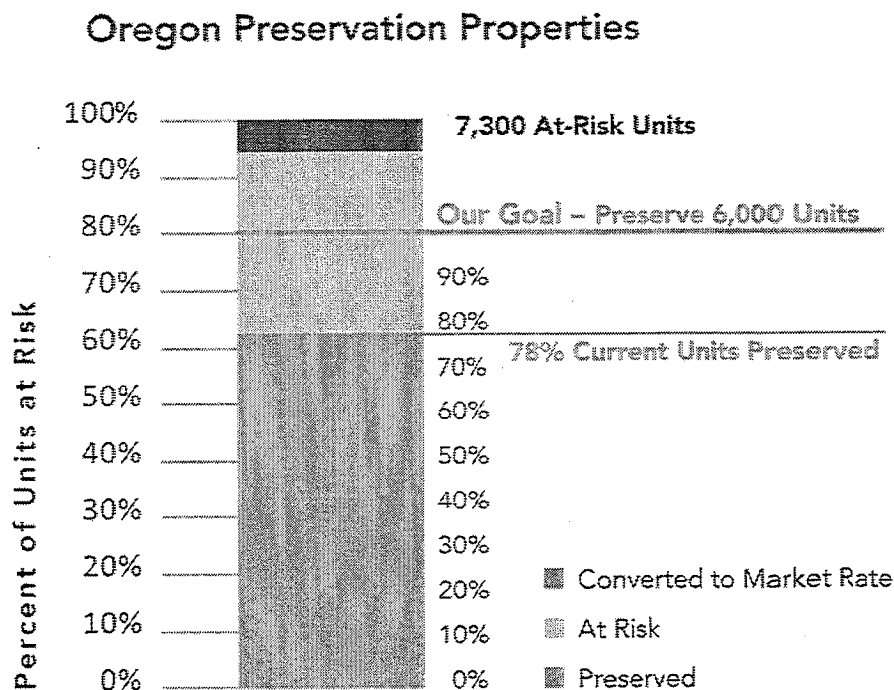 Oregon Preservation Properties
100%
7,300 At-Risk Units
90%
Our Goal – Preserve 6,000 Units
80%
90%
70%
80%
60%
78% Current Units Preserved
70%
50%
60%
40%
50%
30%
40%
20%
30%
10%
20%
0%
10%
0%
Percent of Units at Risk
Converted to Market Rate
At Risk
Preserved